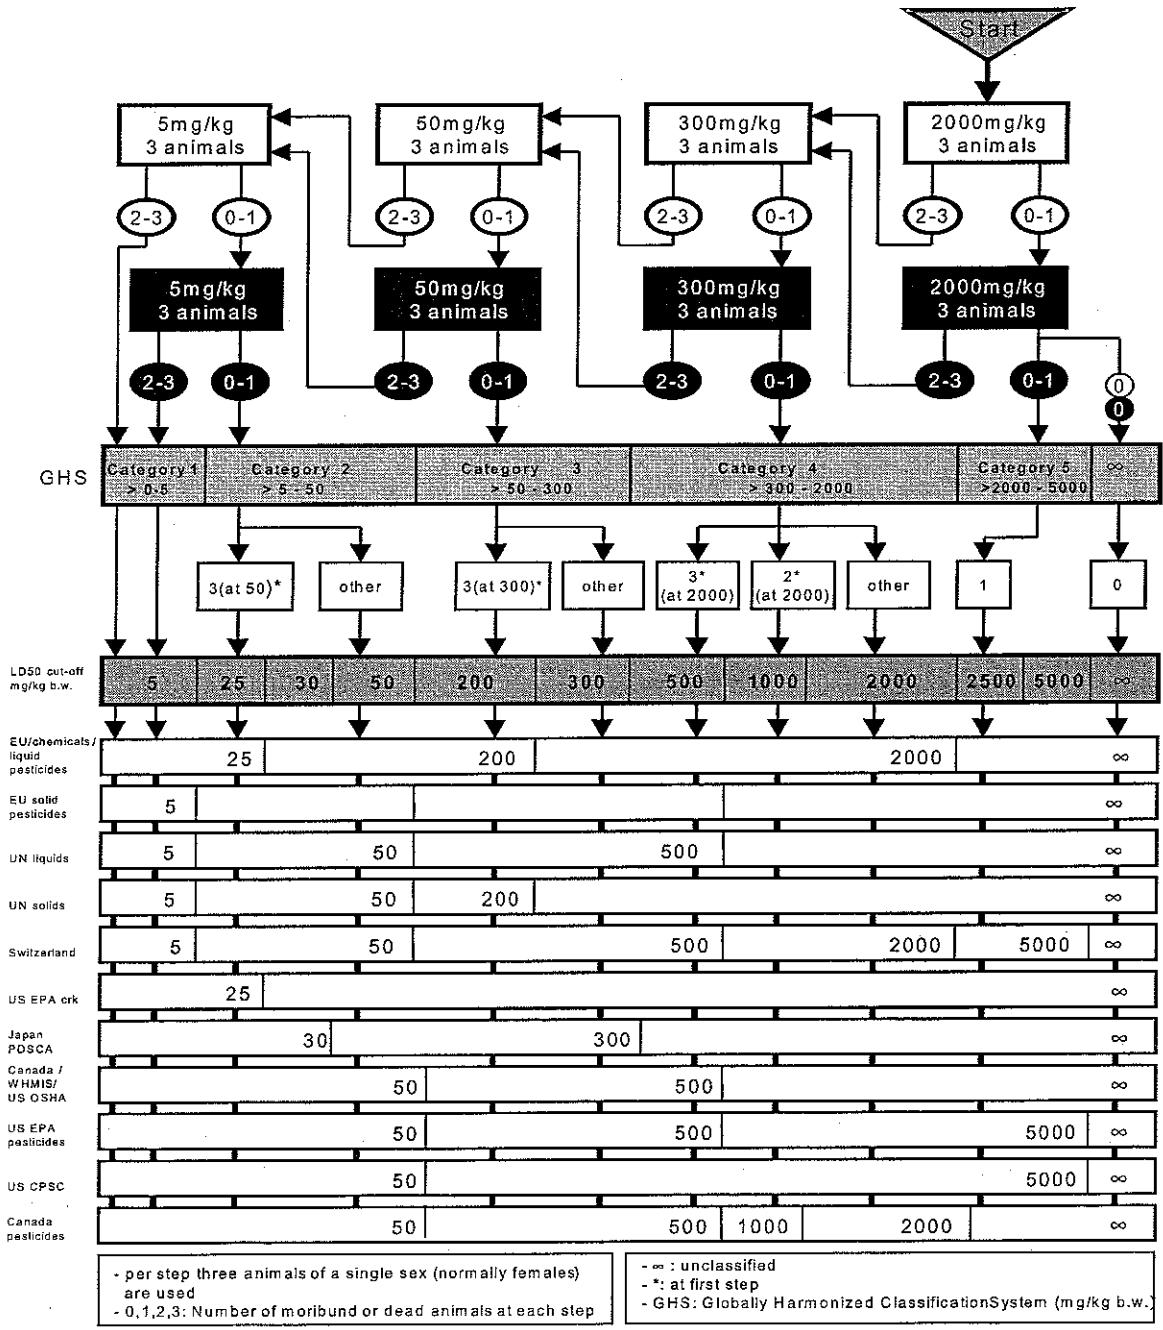 Start
5mg/kg
3 animals
50mg/kg
3 animals
300mg/kg
3 animals
2000mg/kg
3 animals
2-3
0-1
2-3
0-1
2-3
0-1
2-3
0-1
5mg/kg
3 animals
50mg/kg
3 animals
300mg/kg
3 animals
2000mg/kg
3 animals
2-3
0-1
2-3
0-1
2-3
0-1
2-3
0-1
0
0
GHS
Category 1
> 0-5
Category 2
> 5 - 50
Category 3
> 50 - 300
Category 4
> 300 - 2000
Category 5
>2000 - 5000
∞
3(at 50)*
other
3(at 300)*
other
3*
(at 2000)
2*
(at 2000)
other
1
0
LD50 cut-off
mg/kg b.w.
5 25 30 50 200 300 500 1000 2000 2500 5000 ∞
EU/chemicals/
liquid
pesticides
25 200 2000 ∞
EU solid
pesticides
5 ∞
UN liquids
5 50 500 ∞
UN solids
5 50 200 ∞
Switzerland
5 50 500 2000 5000 ∞
US EPA crk
25 ∞
Japan
PDSCA
30 300 ∞
Canada /
WHMIS/
US OSHA
50 500 ∞
US EPA
pesticides
50 500 5000 ∞
US CPSC
50 5000 ∞
Canada
pesticides
50 500 1000 2000 ∞
- per step three animals of a single sex (normally females)
are used
- 0,1,2,3: Number of moribund or dead animals at each step
- ∞ : unclassified
- *: at first step
- GHS: Globally Harmonized ClassificationSystem (mg/kg b.w.)